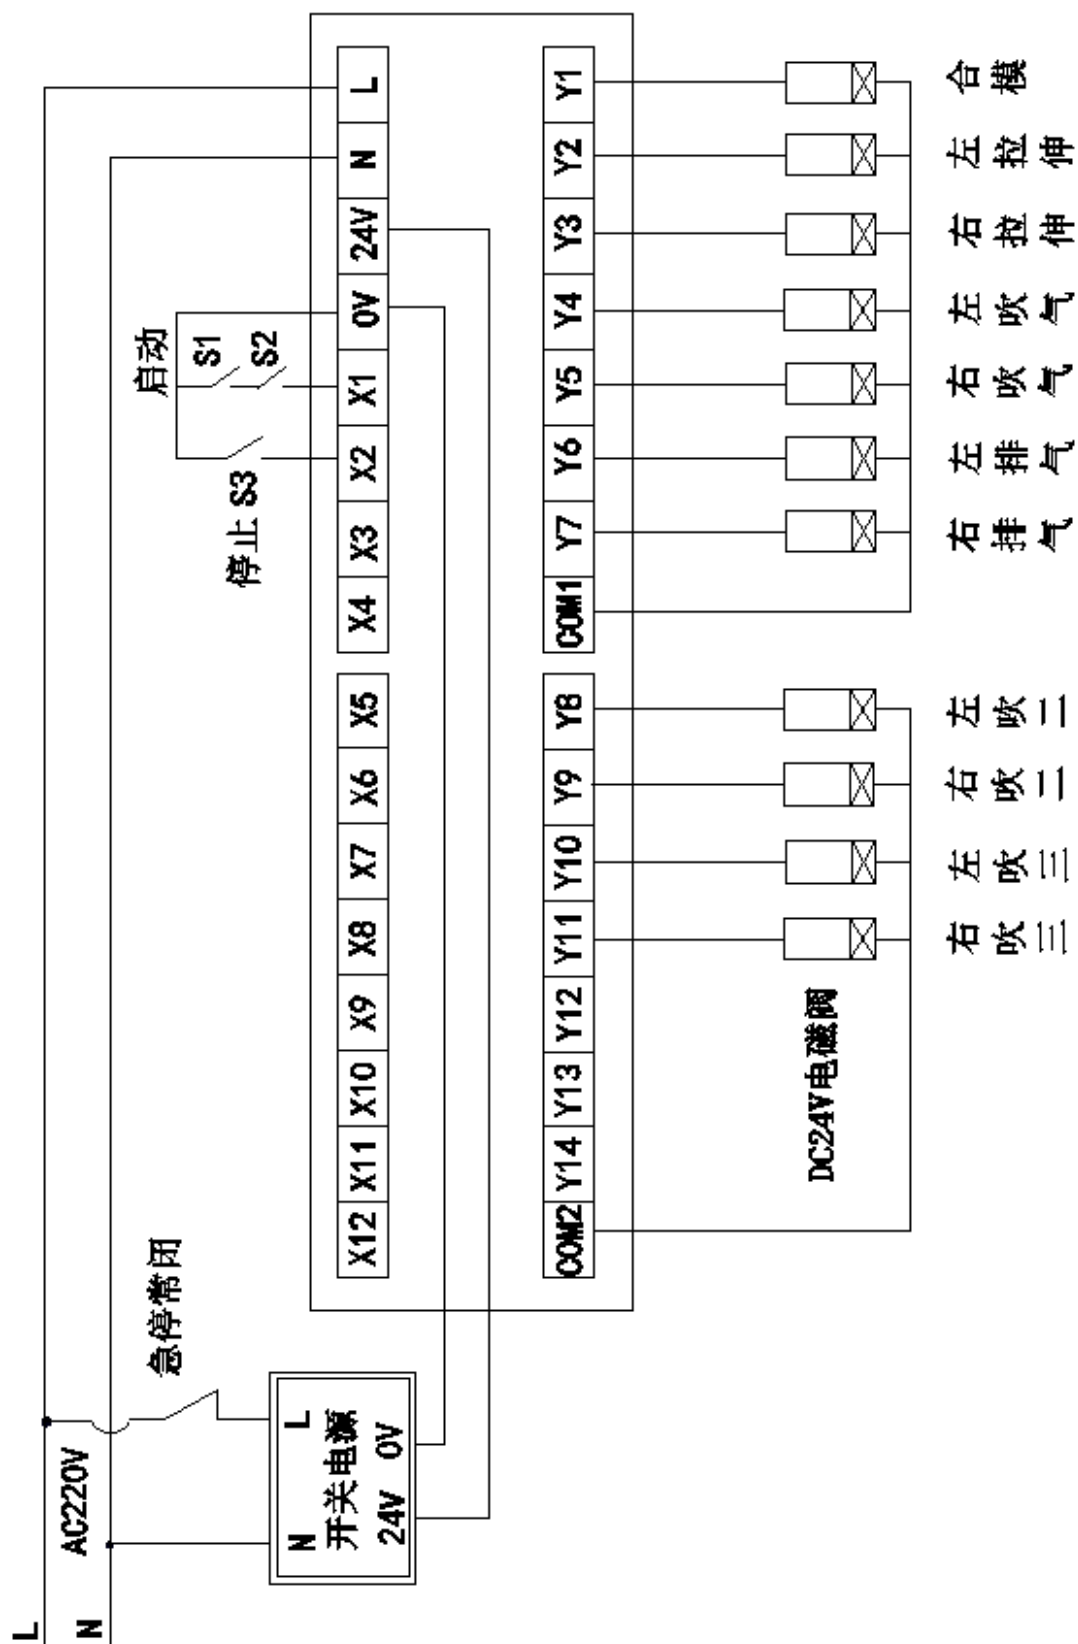 L
N
AC220V
急停常闭
N
L
开关电源
24V
0V
启动
S1
S2
停止 S3
X12
X11
X10
X9
X8
X7
X6
X5
X4
X3
X2
X1
0V
24V
N
L
COM2
Y14
Y13
Y12
Y11
Y10
Y9
Y8
COM1
Y7
Y6
Y5
Y4
Y3
Y2
Y1
DC24V电磁阀
右吹三
左吹三
右吹二
左吹二
右排气
左排气
右吹气
左吹气
右拉伸
左拉伸
合模